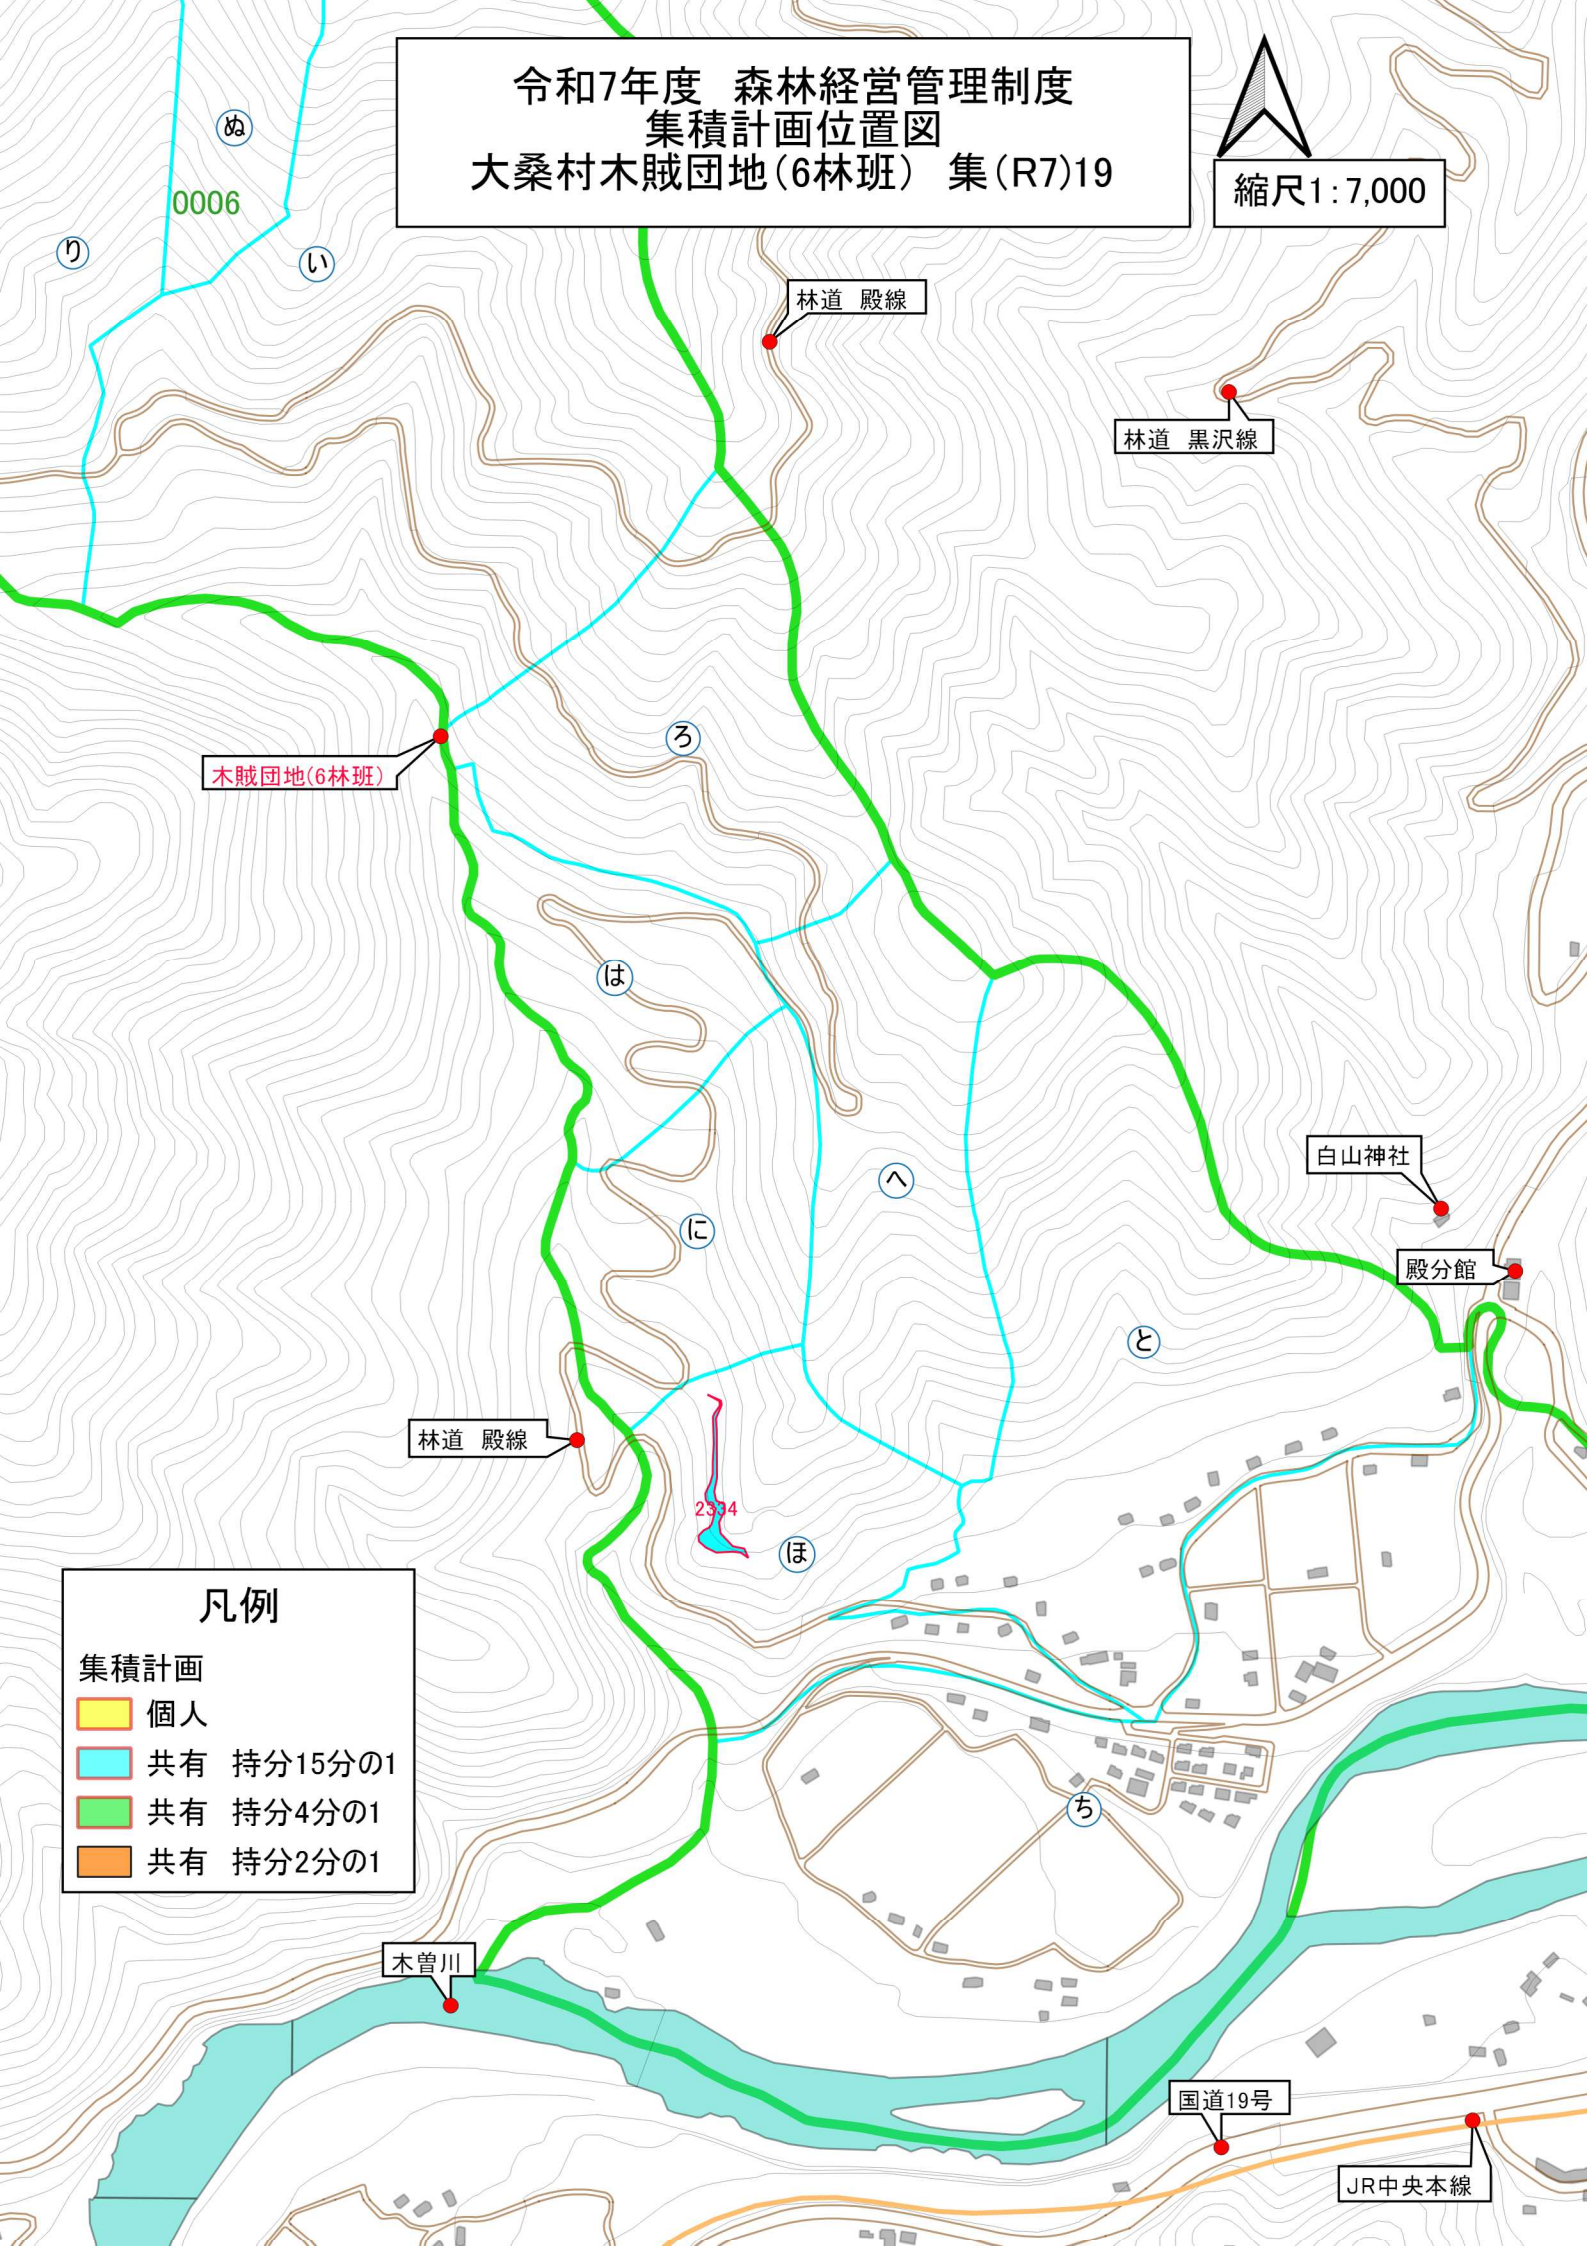 令和7年度　森林経営管理制度
集積計画位置図
大桑村木賊団地(6林班)　集(R7)19
縮尺1:7,000
ぬ
0006
り
い
林道　殿線
林道　黒沢線
ろ
木賊団地(6林班)
は
白山神社
へ
に
殿分館
と
林道　殿線
2334
ほ
凡例
集積計画
個人
共有　持分15分の1
共有　持分4分の1
共有　持分2分の1
ち
木曽川
国道19号
JR中央本線